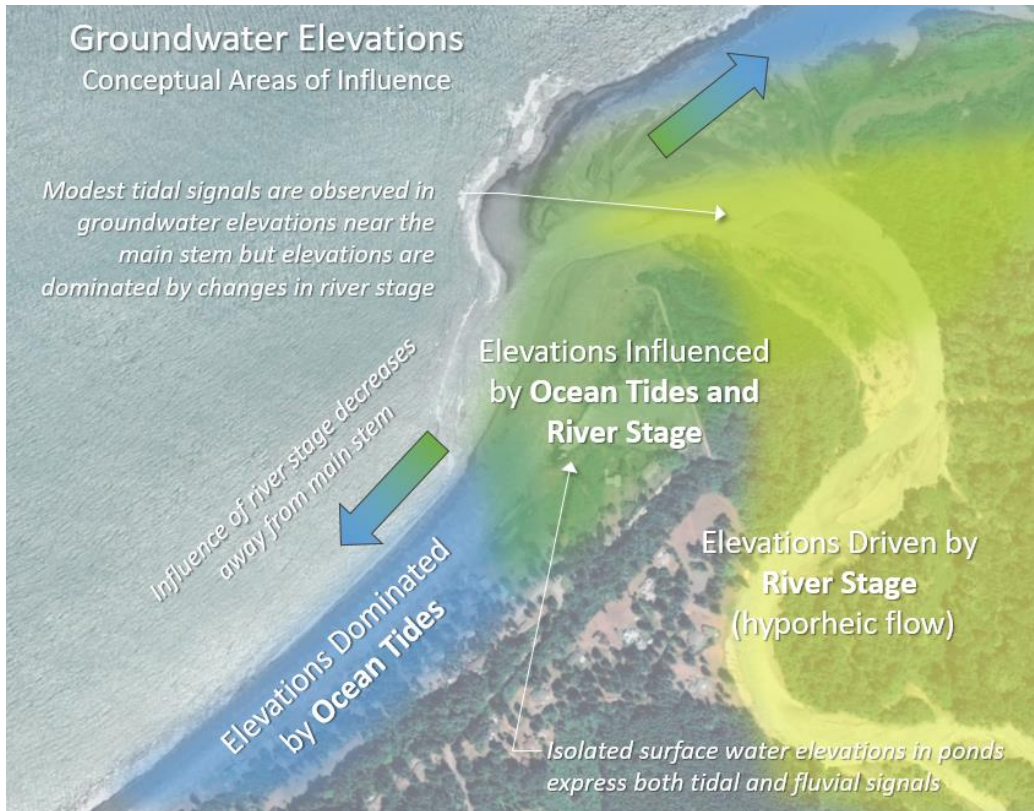 Groundwater Elevations
Conceptual Areas of Influence
Modest tidal signals are observed in
groundwater elevations near the
main stem but elevations are
dominated by changes in river stage
Elevations Influenced
by Ocean Tides and
River Stage
Influence of river stage decreases
away from main stem
Elevations Driven by
River Stage
(hyporheic flow)
Elevations Dominated
by Ocean Tides
Isolated surface water elevations in ponds
express both tidal and fluvial signals